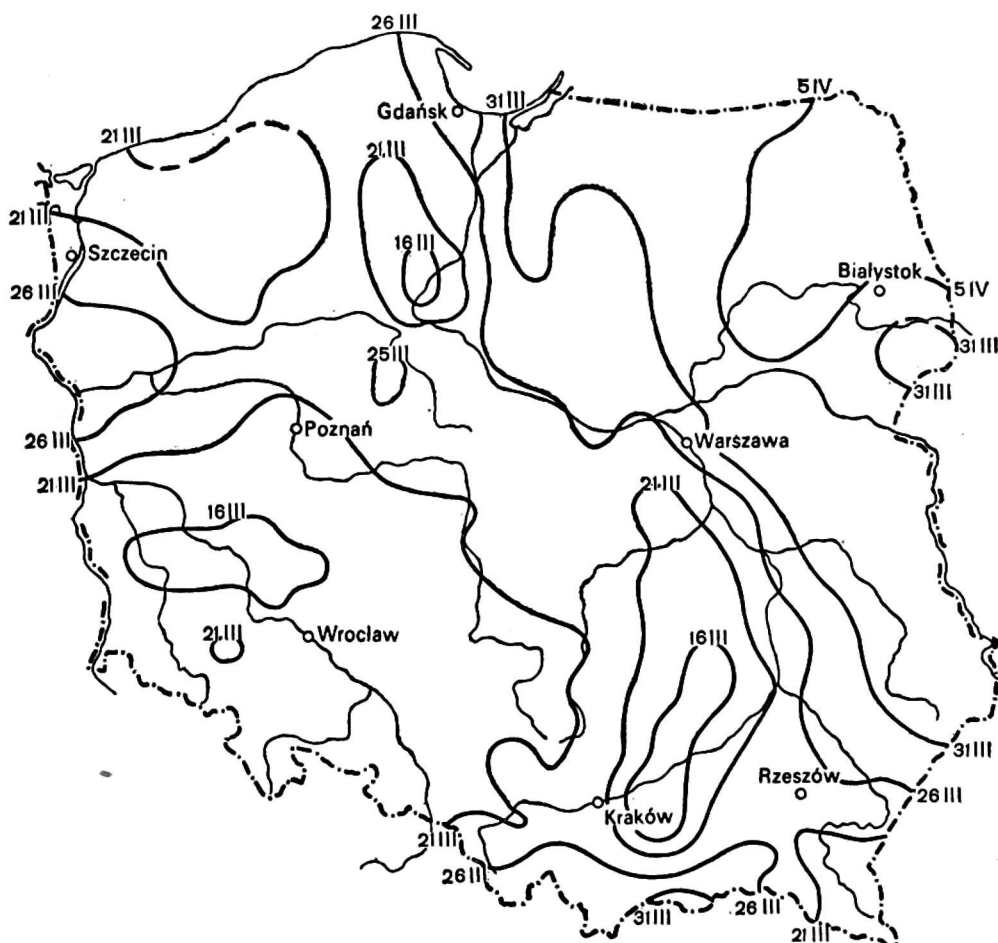 26 III
5 IV
Gdańsk
31 III
21 III
21 III
21 III
16 III
Szczecin
Białystok
26 III
5 IV
31 III
25 III
31 III
26 III
Poznań
Warszawa
21 III
21 III
16 III
21 III
Wrocław
16 III
31 III
Rzeszów
26 III
Kraków
21 III
26 III
31 III
26 III
21 III